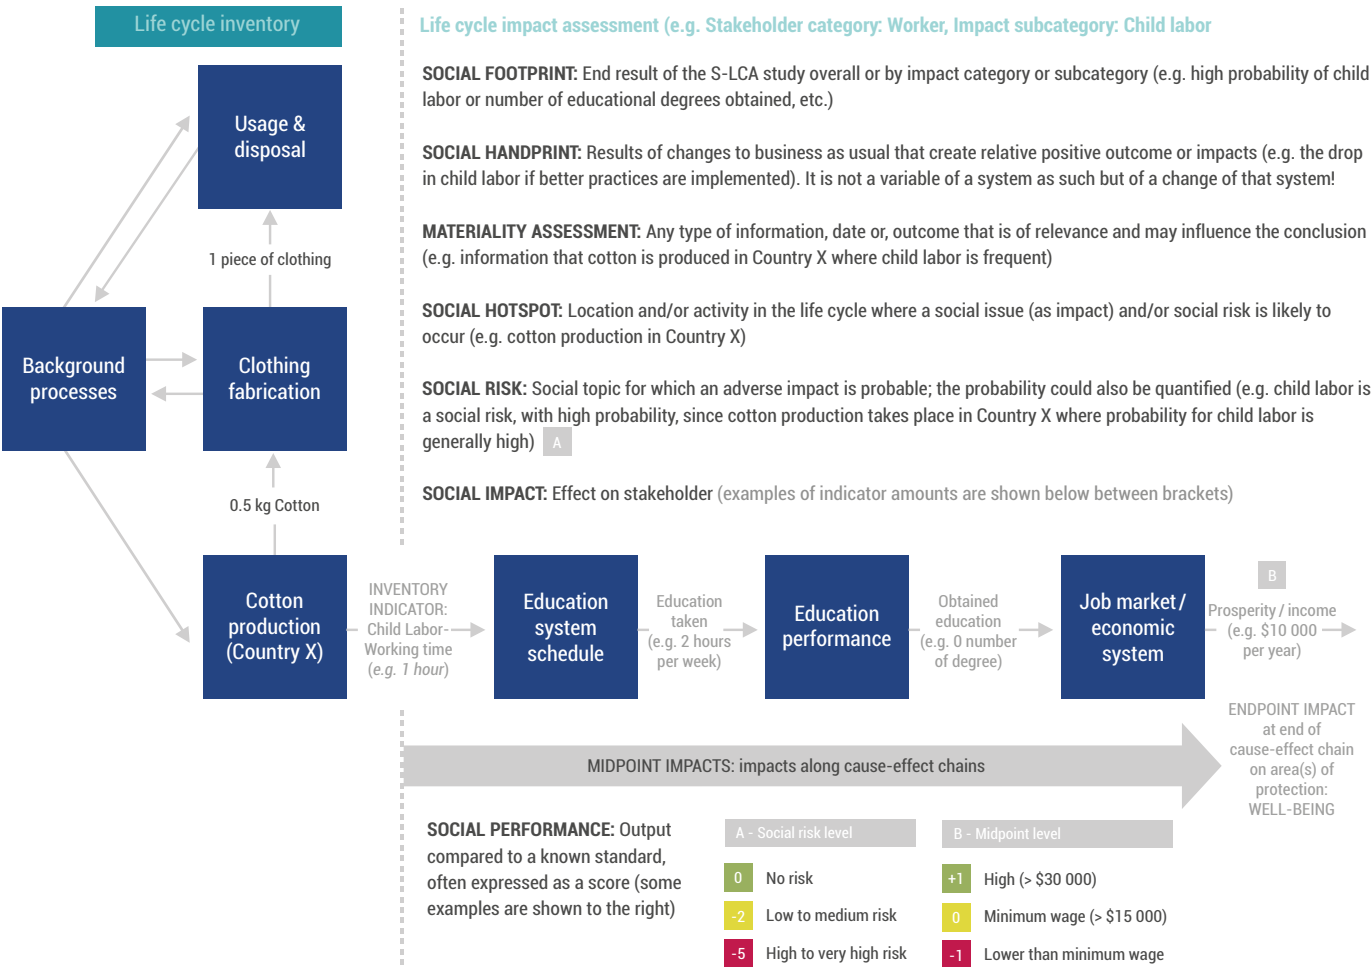 Life cycle inventory
Usage &
disposal
1 piece of clothing
Background
processes
Clothing
fabrication
0.5 kg Cotton
Cotton
production
(Country X)
Life cycle impact assessment (e.g. Stakeholder category: Worker, Impact subcategory: Child labor
SOCIAL FOOTPRINT: End result of the S-LCA study overall or by impact category or subcategory (e.g. high probability of child
labor or number of educational degrees obtained, etc.)
SOCIAL HANDPRINT: Results of changes to business as usual that create relative positive outcome or impacts (e.g. the drop
in child labor if better practices are implemented). It is not a variable of a system as such but of a change of that system!
MATERIALITY ASSESSMENT: Any type of information, date or, outcome that is of relevance and may influence the conclusion
(e.g. information that cotton is produced in Country X where child labor is frequent)
SOCIAL HOTSPOT: Location and/or activity in the life cycle where a social issue (as impact) and/or social risk is likely to
occur (e.g. cotton production in Country X)
SOCIAL RISK: Social topic for which an adverse impact is probable; the probability could also be quantified (e.g. child labor is
a social risk, with high probability, since cotton production takes place in Country X where probability for child labor is
generally high) A
SOCIAL IMPACT: Effect on stakeholder (examples of indicator amounts are shown below between brackets)
INVENTORY
INDICATOR:
Child Labor-
Working time
(e.g. 1 hour)
Education
system
schedule
Education
taken
(e.g. 2 hours
per week)
Education
performance
Obtained
education
(e.g. 0 number
of degree)
Job market/
economic
system
B
Prosperity/income
(e.g. $10 000
per year)
MIDPOINT IMPACTS: impacts along cause-effect chains
ENDPOINT IMPACT
at end of
cause-effect chain
on area(s) of
protection:
WELL-BEING
SOCIAL PERFORMANCE: Output
compared to a known standard,
often expressed as a score (some
examples are shown to the right)
A - Social risk level
0 No risk
-2 Low to medium risk
-5 High to very high risk
B - Midpoint level
+1 High (> $30 000)
0 Minimum wage (> $15 000)
-1 Lower than minimum wage